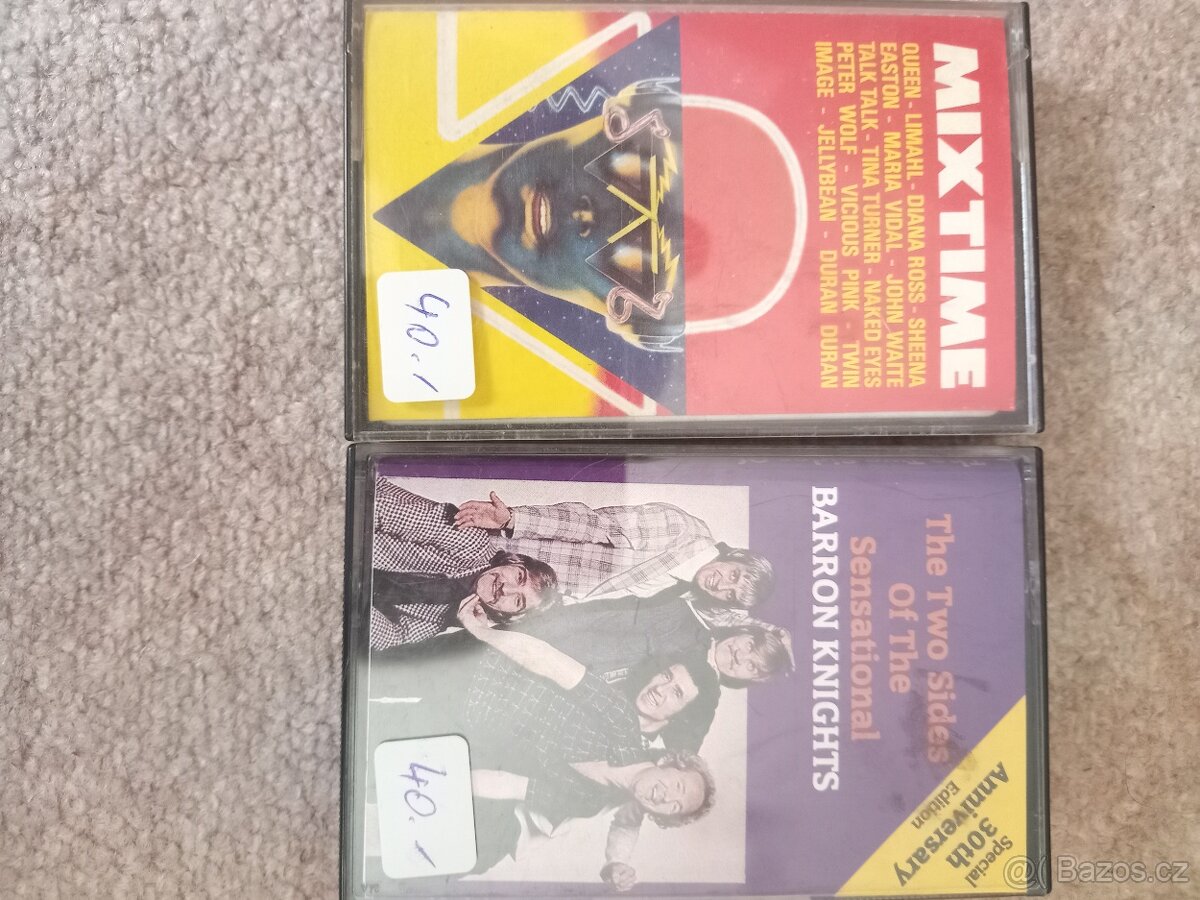 MIXTIME
QUEEN - LIMAHL - DIANA ROSS - SHEENA
EASTON - MARIA VIDAL - JOHN WAITE
TALK TALK - TINA TURNER - NAKED EYES
PETER WOLF - VICIOUS PINK - TWIN
IMAGE - JELLYBEAN - DURAN DURAN
40.-/
The Two Sides
Of The
Sensational
BARRON KNIGHTS
Special
30th
Anniversary
Edition
40.-/
@ Bazos.cz